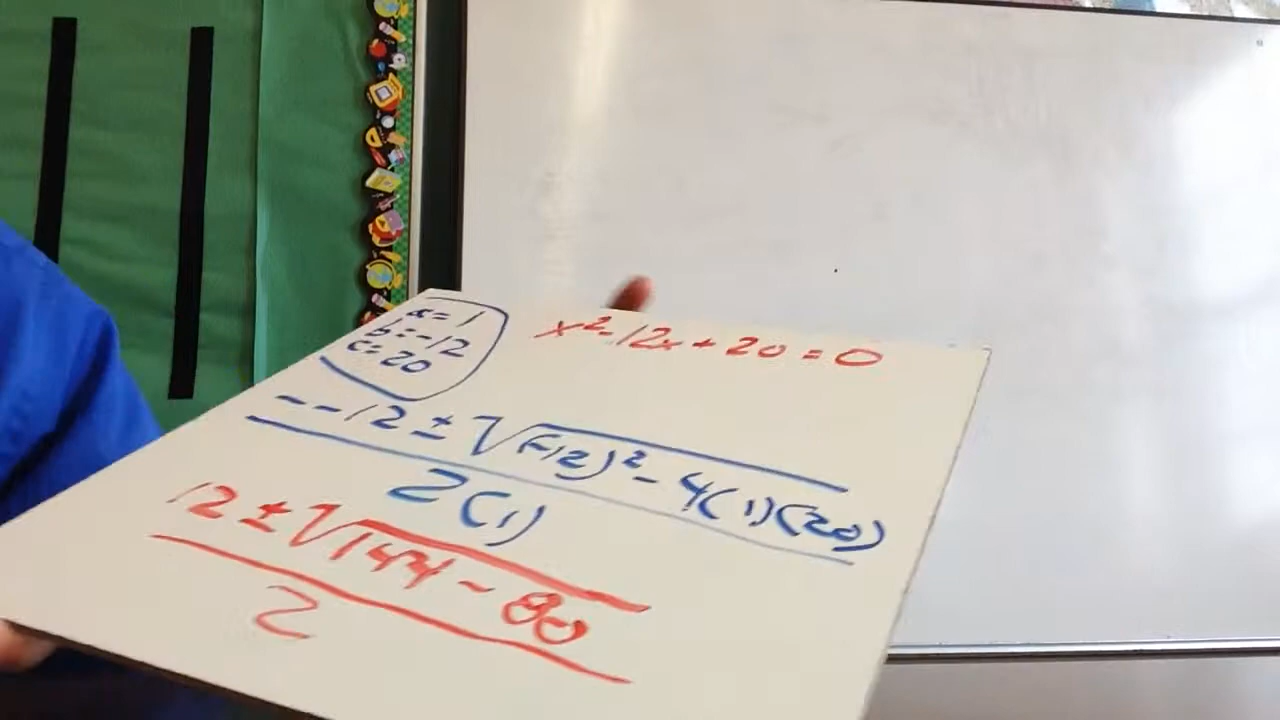 a = 1
b = -12
c = 20
x² - 12x + 20 = 0
--12 ± √(-12)² - 4(1)(20)
2(1)
12 ± √144 - 80
2